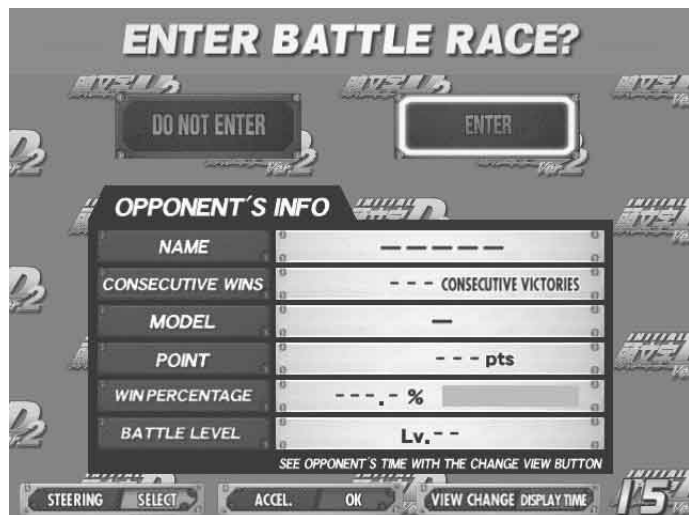 ENTER BATTLE RACE?
DO NOT ENTER
ENTER
OPPONENT´S INFO
NAME — — — — —
CONSECUTIVE WINS - - - CONSECUTIVE VICTORIES
MODEL —
POINT - - - pts
WIN PERCENTAGE - - - . - %
BATTLE LEVEL Lv. - -
SEE OPPONENT´S TIME WITH THE CHANGE VIEW BUTTON
STEERING SELECT ACCEL. OK VIEW CHANGE DISPLAY TIME 15